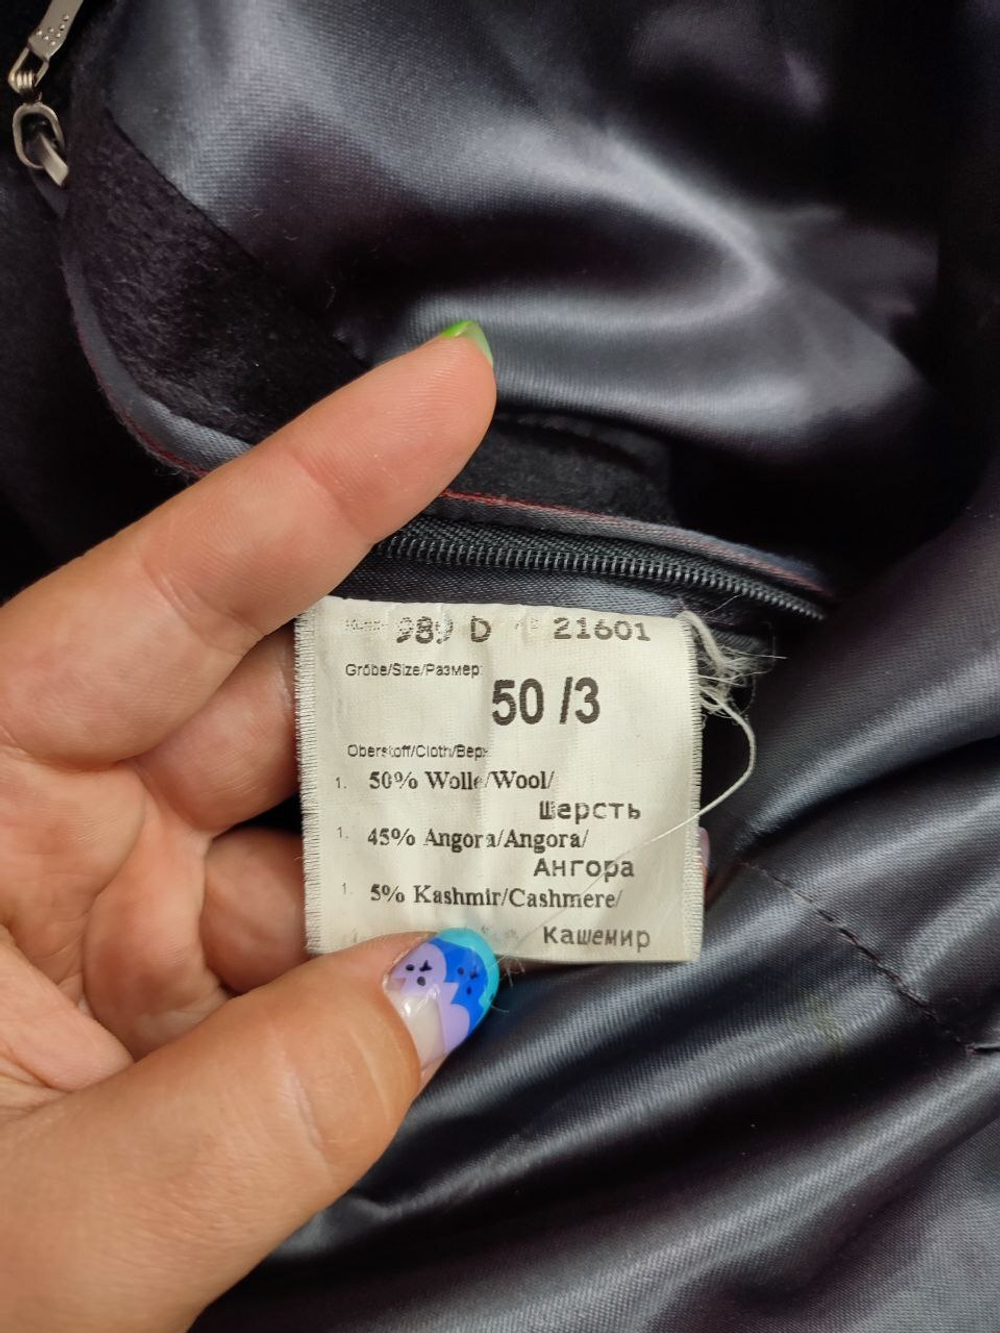 989 D 21601
Größe/Size/Размер:
50 /3
Oberstoff/Cloth/Верх
1. 50% Wolle/Wool/
Шерсть
1. 45% Angora/Angora/
Ангора
1. 5% Kashmir/Cashmere/
Кашемир